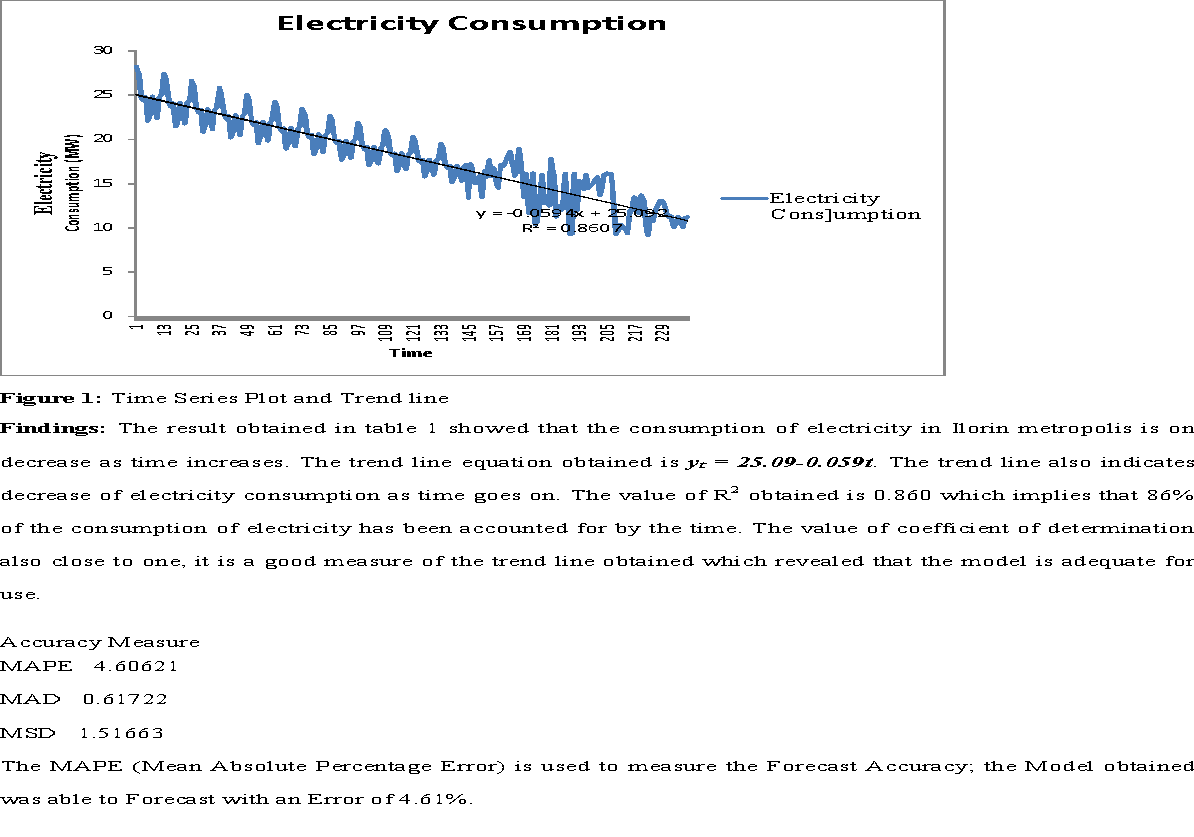 Electricity Consumption
30
25
20
15
10
5
0
Electricity
Consumption (MW)
y = -0.0594x + 25.092
R² = 0.8607
Electricity
Cons]umption
1 13 25 37 49 61 73 85 97 109 121 133 145 157 169 181 193 205 217 229
Time
Figure 1: Time Series Plot and Trend line
Findings: The result obtained in table 1 showed that the consumption of electricity in Ilorin metropolis is on
decrease as time increases. The trend line equation obtained is yt = 25.09-0.059t. The trend line also indicates
decrease of electricity consumption as time goes on. The value of R² obtained is 0.860 which implies that 86%
of the consumption of electricity has been accounted for by the time. The value of coefficient of determination
also close to one, it is a good measure of the trend line obtained which revealed that the model is adequate for
use.
Accuracy Measure
MAPE 4.60621
MAD 0.61722
MSD 1.51663
The MAPE (Mean Absolute Percentage Error) is used to measure the Forecast Accuracy; the Model obtained
was able to Forecast with an Error of 4.61%.